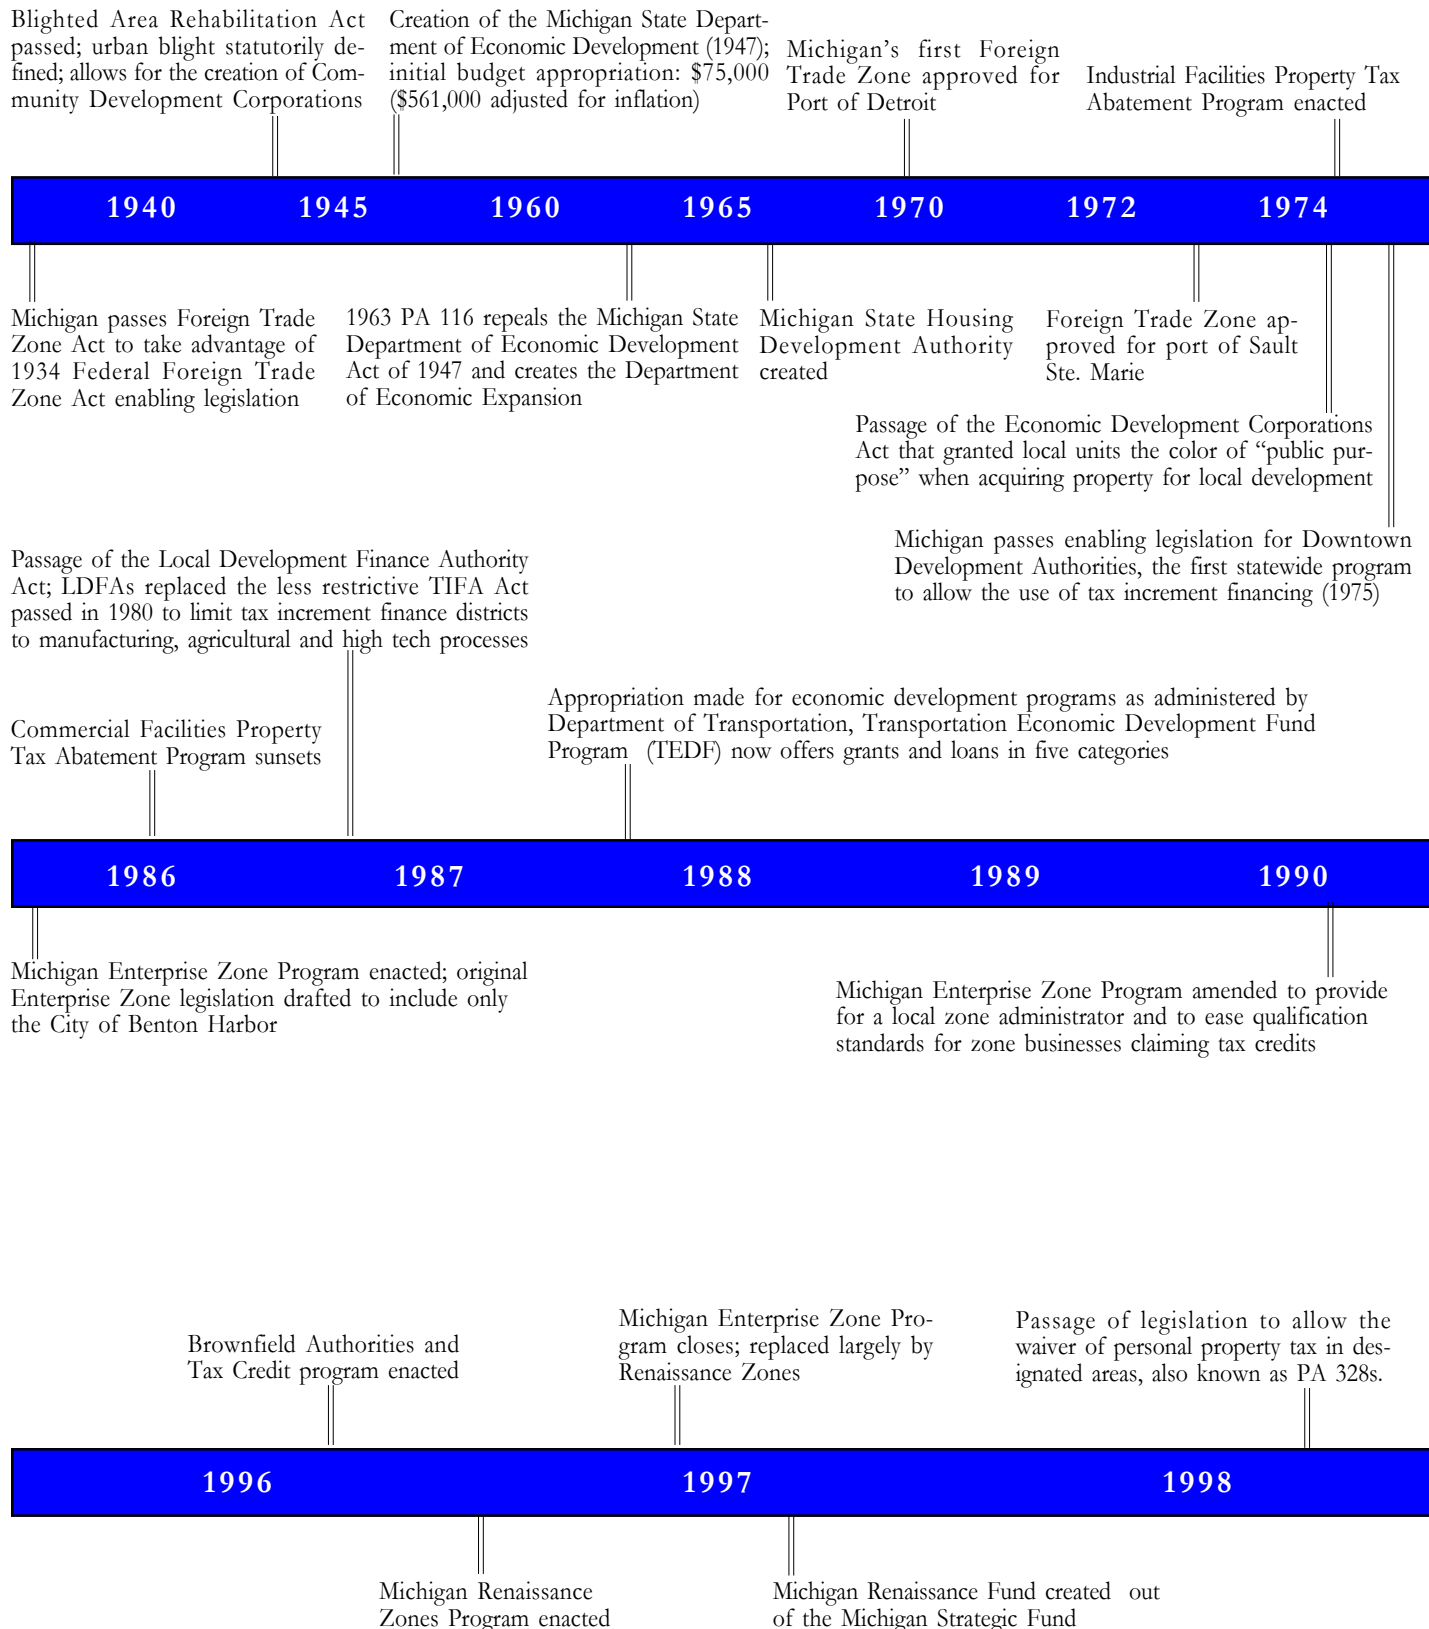 Blighted Area Rehabilitation Act
passed; urban blight statutorily de-
fined; allows for the creation of Com-
munity Development Corporations
Creation of the Michigan State Depart-
ment of Economic Development (1947);
initial budget appropriation: $75,000
($561,000 adjusted for inflation)
Michigan's first Foreign
Trade Zone approved for
Port of Detroit
Industrial Facilities Property Tax
Abatement Program enacted
1940 1945 1960 1965 1970 1972 1974
Michigan passes Foreign Trade
Zone Act to take advantage of
1934 Federal Foreign Trade
Zone Act enabling legislation
1963 PA 116 repeals the Michigan State
Department of Economic Development
Act of 1947 and creates the Department
of Economic Expansion
Michigan State Housing
Development Authority
created
Foreign Trade Zone ap-
proved for port of Sault
Ste. Marie
Passage of the Economic Development Corporations
Act that granted local units the color of “public pur-
pose” when acquiring property for local development
Michigan passes enabling legislation for Downtown
Development Authorities, the first statewide program
to allow the use of tax increment financing (1975)
Passage of the Local Development Finance Authority
Act; LDFAs replaced the less restrictive TIFA Act
passed in 1980 to limit tax increment finance districts
to manufacturing, agricultural and high tech processes
Commercial Facilities Property
Tax Abatement Program sunsets
Appropriation made for economic development programs as administered by
Department of Transportation, Transportation Economic Development Fund
Program (TEDF) now offers grants and loans in five categories
1986 1987 1988 1989 1990
Michigan Enterprise Zone Program enacted; original
Enterprise Zone legislation drafted to include only
the City of Benton Harbor
Michigan Enterprise Zone Program amended to provide
for a local zone administrator and to ease qualification
standards for zone businesses claiming tax credits
Brownfield Authorities and
Tax Credit program enacted
Michigan Enterprise Zone Pro-
gram closes; replaced largely by
Renaissance Zones
Passage of legislation to allow the
waiver of personal property tax in des-
ignated areas, also known as PA 328s.
1996 1997 1998
Michigan Renaissance
Zones Program enacted
Michigan Renaissance Fund created out
of the Michigan Strategic Fund